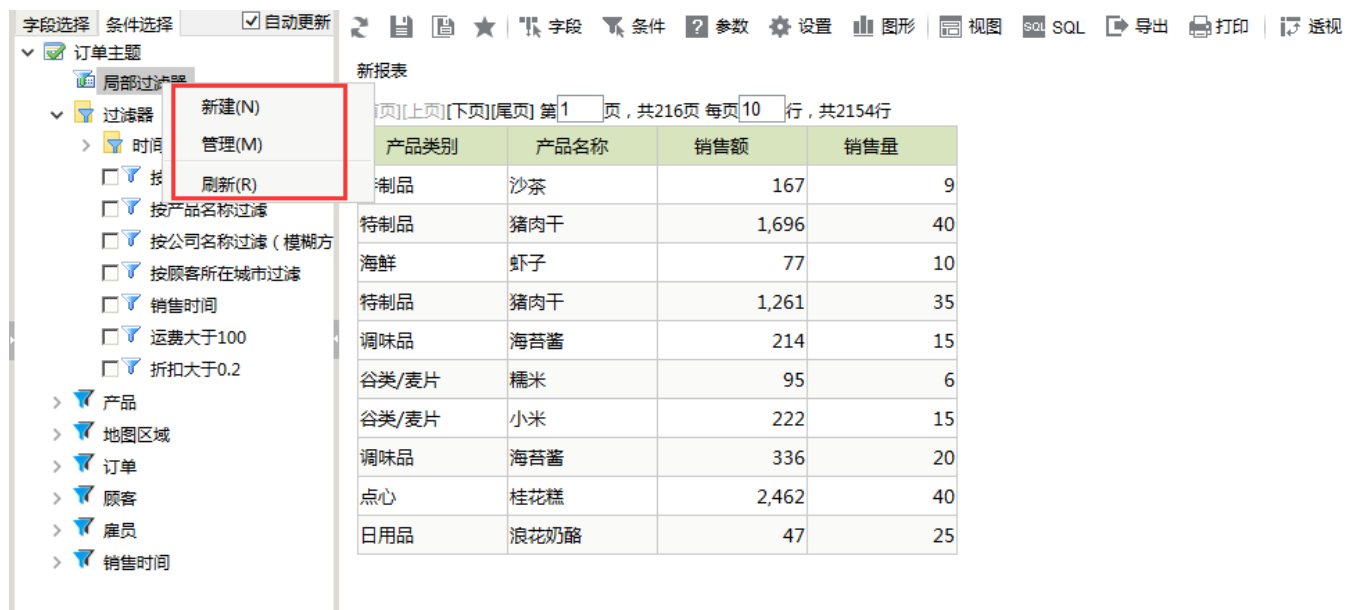 字段选择 条件选择 自动更新
字段 条件 ? 参数 设置 图形 视图 SQL SQL 导出 打印 透视
订单主题
局部过滤器
新建(N)
管理(M)
刷新(R)
过滤器
时间
按
按产品名称过滤
按公司名称过滤（模糊方
按顾客所在城市过滤
销售时间
运费大于100
折扣大于0.2
产品
地图区域
订单
顾客
雇员
销售时间
新报表
页][上页][下页][尾页] 第1页，共216页 每页10行，共2154行
产品类别 产品名称 销售额 销售量
制品 沙茶 167 9
特制品 猪肉干 1,696 40
海鲜 虾子 77 10
特制品 猪肉干 1,261 35
调味品 海苔酱 214 15
谷类/麦片 糯米 95 6
谷类/麦片 小米 222 15
调味品 海苔酱 336 20
点心 桂花糕 2,462 40
日用品 浪花奶酪 47 25